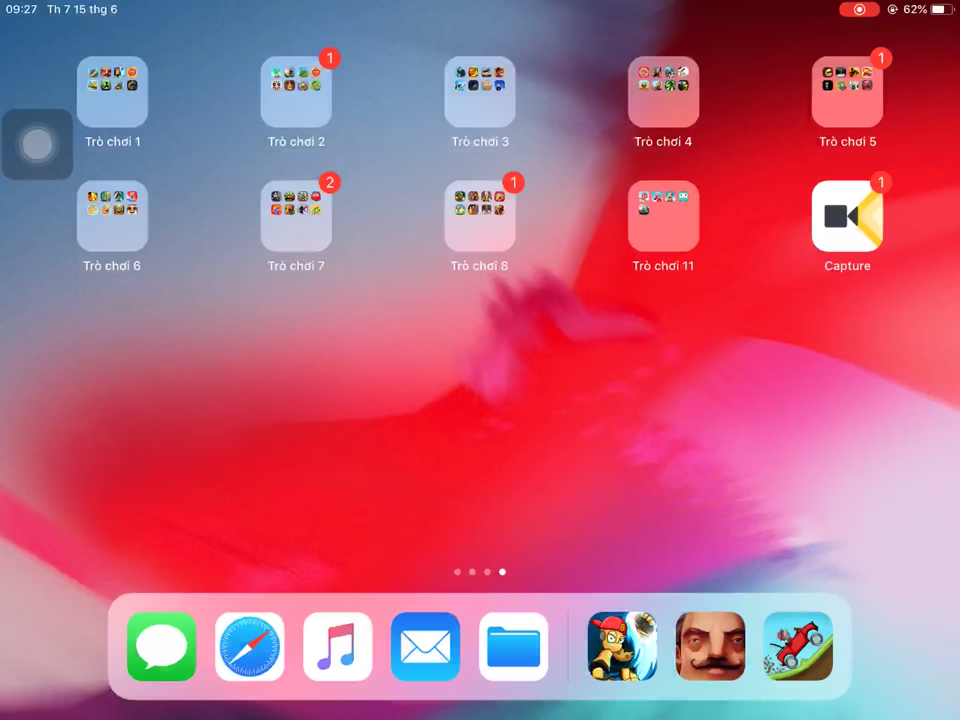 09:27 Th 7 15 thg 6
62%
1
1
Trò chơi 1
Trò chơi 2
Trò chơi 3
Trò chơi 4
Trò chơi 5
2
1
1
Trò chơi 6
Trò chơi 7
Trò chơi 8
Trò chơi 11
Capture